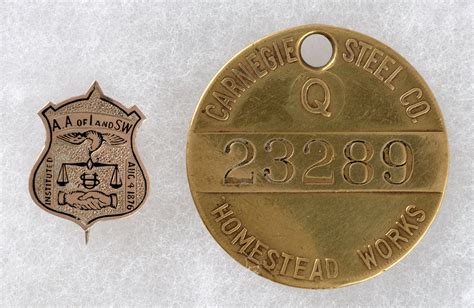 A.A OF I. AND S.W
INSTITUTED
AUG 4 1876
CARNEGIE STEEL CO.
Q
23289
HOMESTEAD WORKS